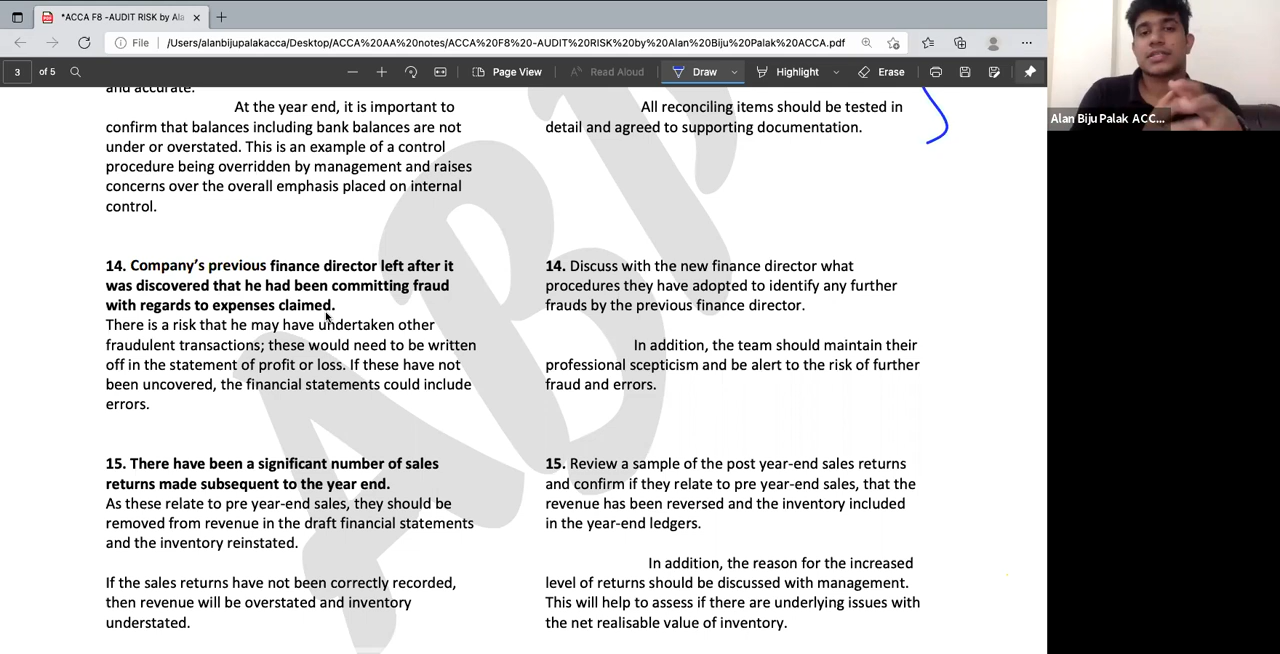 *ACCA F8 -AUDIT RISK by Ala
File
/Users/alanbijupalakacca/Desktop/ACCA%20AA%20notes/ACCA%20F8%20-AUDIT%20RISK%20by%20Alan%20Biju%20Palak%20ACCA.pdf
3 of 5
Page View
Read Aloud
Draw
Highlight
Erase
Alan Biju Palak ACC...
and accurate.
At the year end, it is important to
confirm that balances including bank balances are not
under or overstated. This is an example of a control
procedure being overridden by management and raises
concerns over the overall emphasis placed on internal
control.
All reconciling items should be tested in
detail and agreed to supporting documentation.
14. Company's previous finance director left after it
was discovered that he had been committing fraud
with regards to expenses claimed.
There is a risk that he may have undertaken other
fraudulent transactions; these would need to be written
off in the statement of profit or loss. If these have not
been uncovered, the financial statements could include
errors.
14. Discuss with the new finance director what
procedures they have adopted to identify any further
frauds by the previous finance director.
In addition, the team should maintain their
professional scepticism and be alert to the risk of further
fraud and errors.
15. There have been a significant number of sales
returns made subsequent to the year end.
As these relate to pre year-end sales, they should be
removed from revenue in the draft financial statements
and the inventory reinstated.
If the sales returns have not been correctly recorded,
then revenue will be overstated and inventory
understated.
15. Review a sample of the post year-end sales returns
and confirm if they relate to pre year-end sales, that the
revenue has been reversed and the inventory included
in the year-end ledgers.
In addition, the reason for the increased
level of returns should be discussed with management.
This will help to assess if there are underlying issues with
the net realisable value of inventory.
ABP